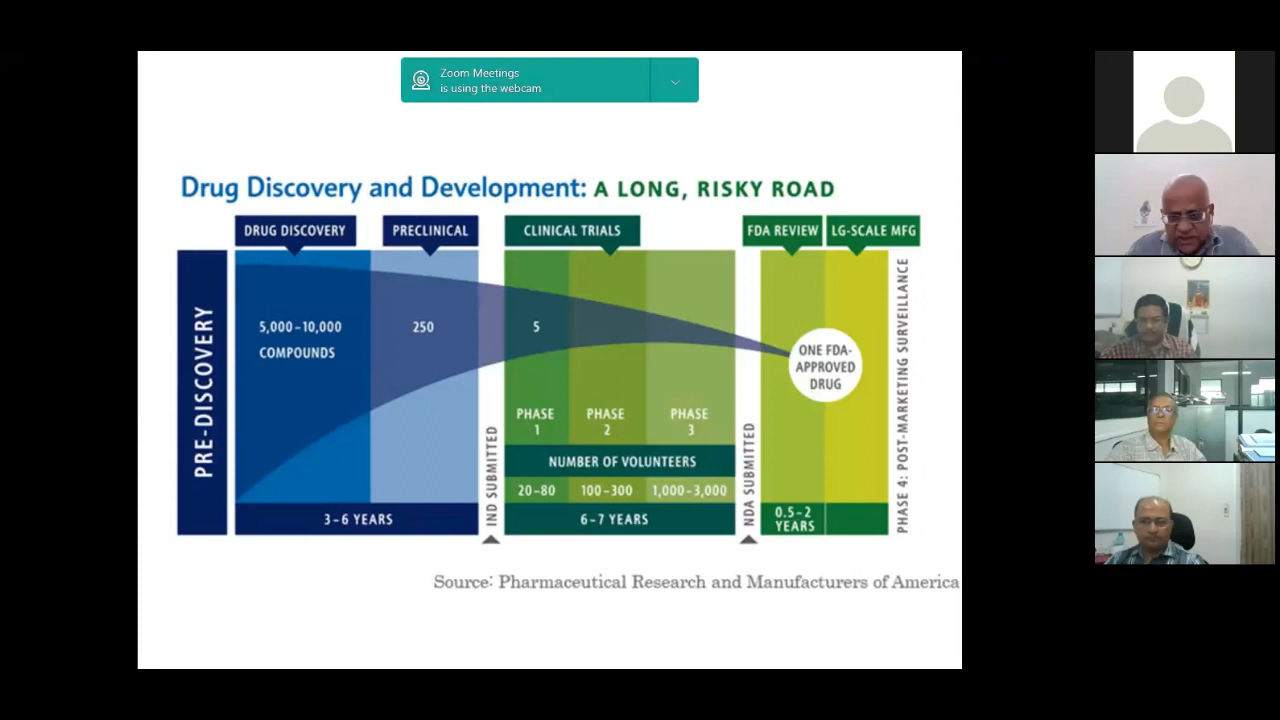 Zoom Meetings
is using the webcam
Drug Discovery and Development: A LONG, RISKY ROAD
DRUG DISCOVERY
PRECLINICAL
CLINICAL TRIALS
FDA REVIEW
LG-SCALE MFG
PRE-DISCOVERY
5,000–10,000
COMPOUNDS
250
5
ONE FDA-
APPROVED
DRUG
PHASE
1
PHASE
2
PHASE
3
NUMBER OF VOLUNTEERS
20–80
100–300
1,000–3,000
3–6 YEARS
IND SUBMITTED
6–7 YEARS
NDA SUBMITTED
0.5–2
YEARS
PHASE 4: POST-MARKETING SURVEILLANCE
Source: Pharmaceutical Research and Manufacturers of America